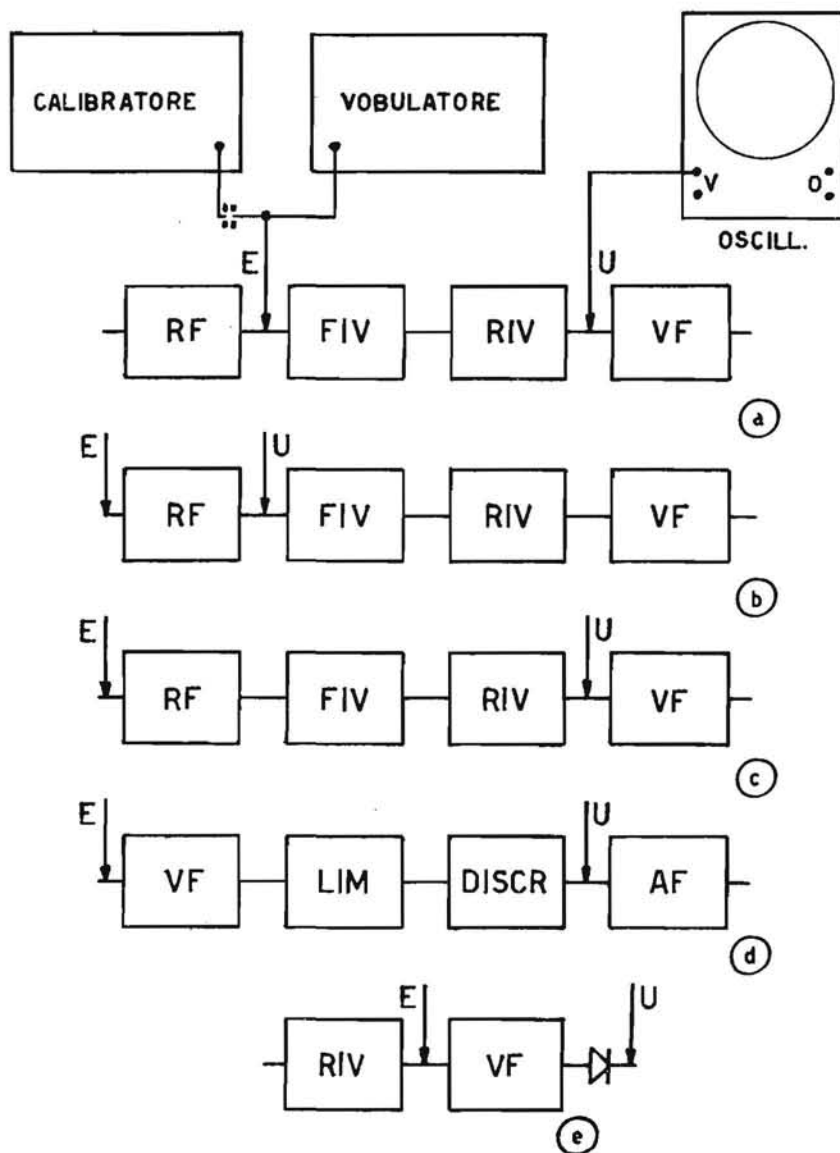 CALIBRATORE
VOBULATORE
V O
OSCILL.
E U
RF FIV RIV VF
a
E U
RF FIV RIV VF
b
E U
RF FIV RIV VF
c
E U
VF LIM DISCR AF
d
E U
RIV VF
e